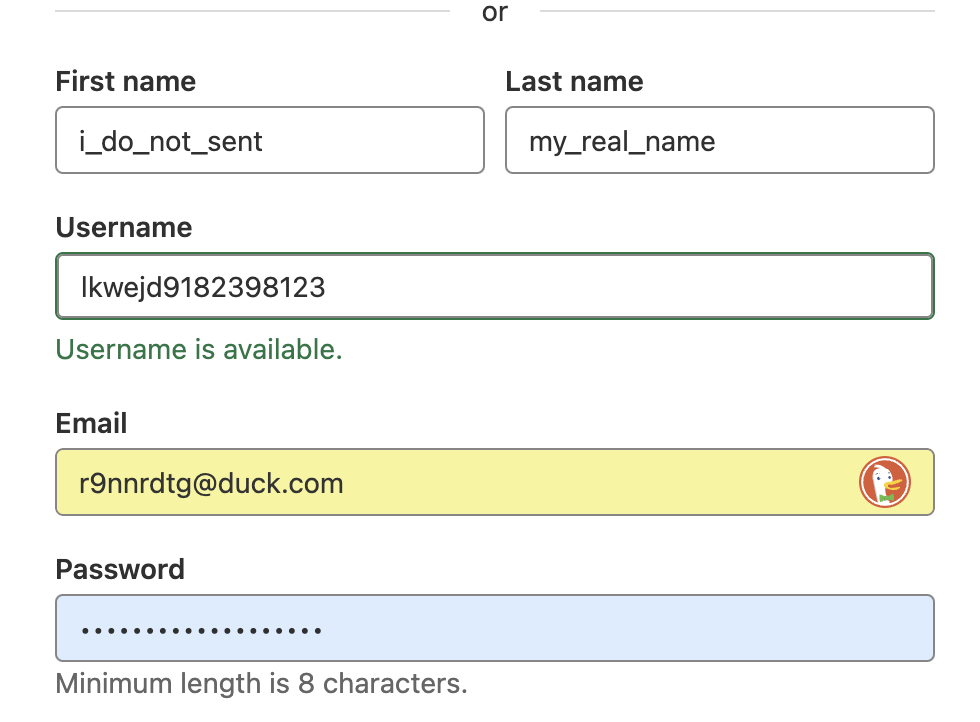 or
First name
Last name
i_do_not_sent
my_real_name
Username
lkwejd9182398123
Username is available.
Email
r9nnrdtg@duck.com
Password
•••••••••••••••••••
Minimum length is 8 characters.